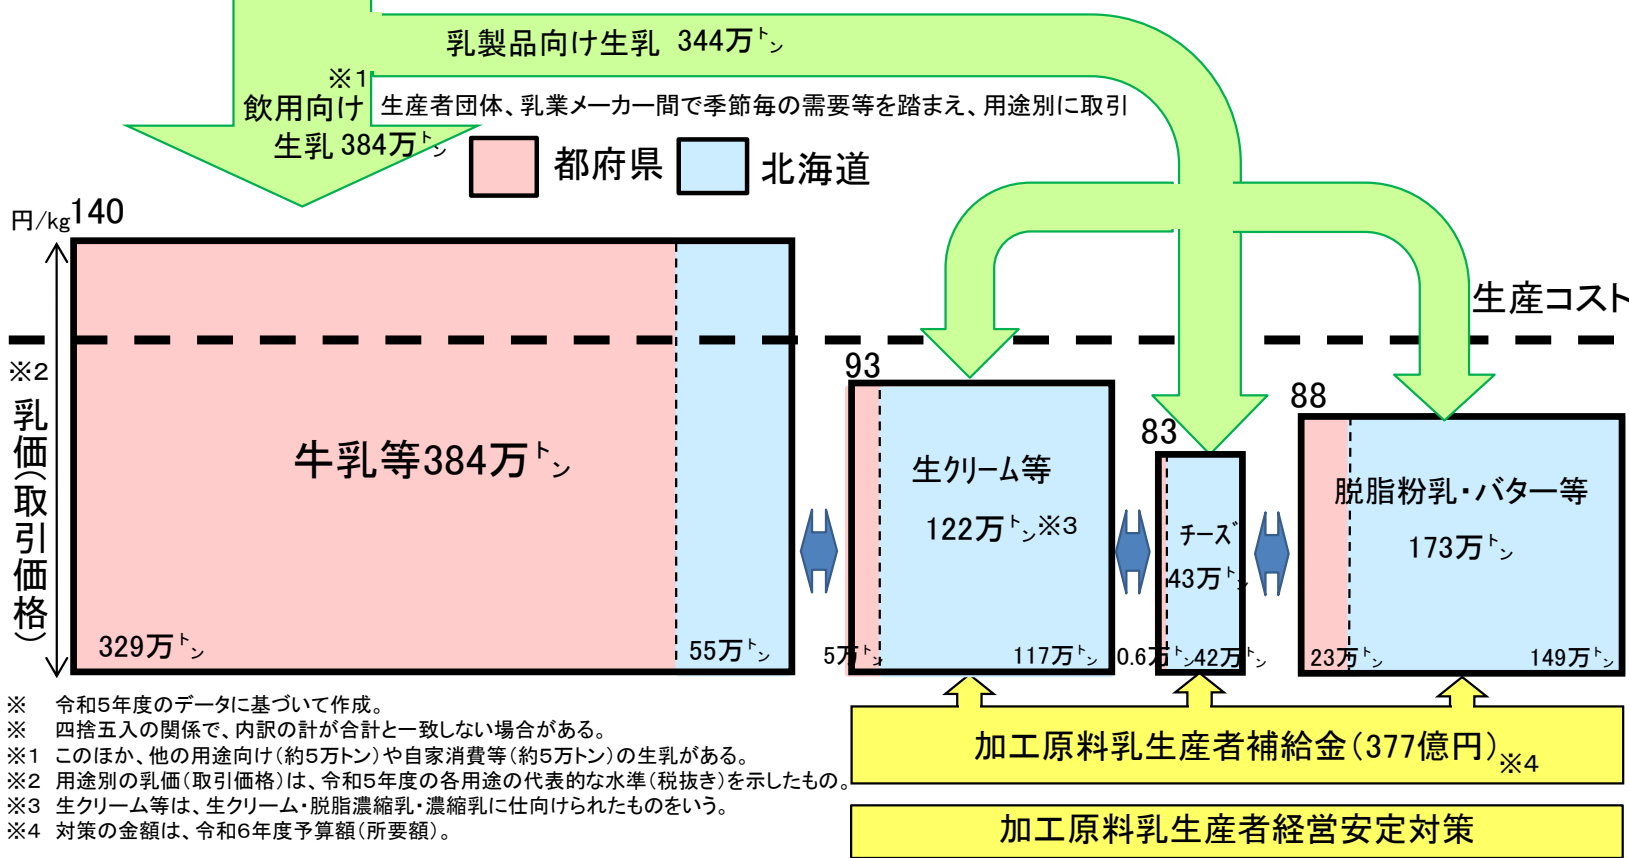 乳製品向け生乳 344万㌧
※1
飲用向け
生乳 384万㌧
生産者団体、乳業メーカー間で季節毎の需要等を踏まえ、用途別に取引
都府県
北海道
円/kg
140
生産コスト
※2
乳価(取引価格)
牛乳等384万㌧
329万㌧
55万㌧
93
生クリーム等
122万㌧※3
5万㌧
117万㌧
83
チーズ
43万㌧
0.6万㌧
42万㌧
88
脱脂粉乳・バター等
173万㌧
23万㌧
149万㌧
加工原料乳生産者補給金(377億円)※4
加工原料乳生産者経営安定対策
※ 令和5年度のデータに基づいて作成。
※ 四捨五入の関係で、内訳の計が合計と一致しない場合がある。
※1 このほか、他の用途向け(約5万トン)や自家消費等(約5万トン)の生乳がある。
※2 用途別の乳価(取引価格)は、令和5年度の各用途の代表的な水準(税抜き)を示したもの。
※3 生クリーム等は、生クリーム・脱脂濃縮乳・濃縮乳に仕向けられたものをいう。
※4 対策の金額は、令和6年度予算額(所要額)。